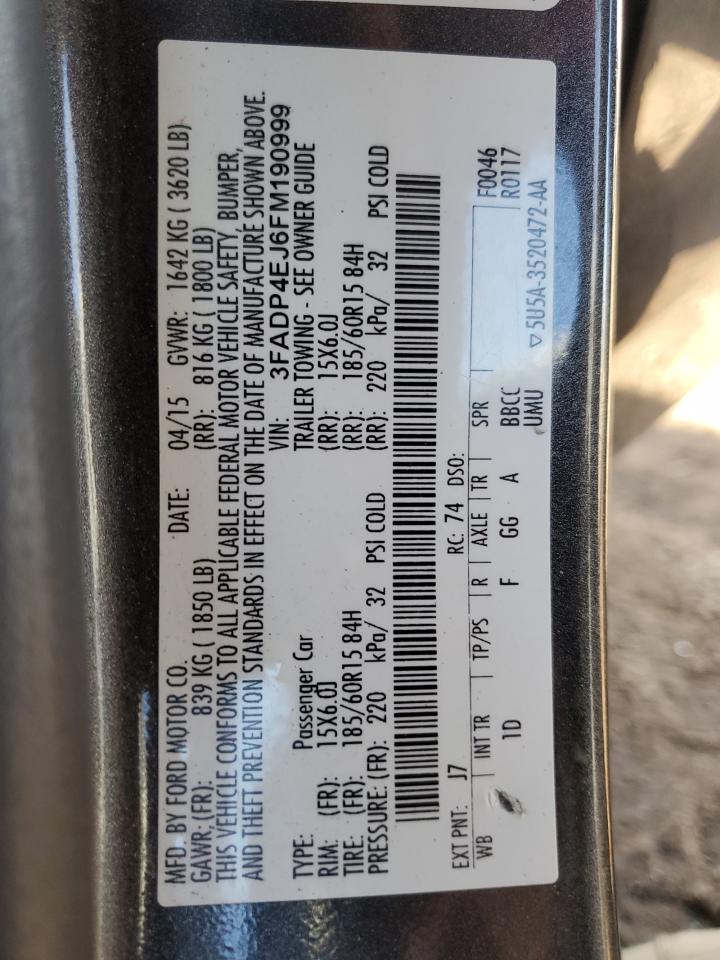 MFD. BY FORD MOTOR CO. DATE: 04/15 GVWR: 1642 KG ( 3620 LB)
GAWR: (FR): 839 KG ( 1850 LB) (RR): 816 KG ( 1800 LB)
THIS VEHICLE CONFORMS TO ALL APPLICABLE FEDERAL MOTOR VEHICLE SAFETY, BUMPER,
AND THEFT PREVENTION STANDARDS IN EFFECT ON THE DATE OF MANUFACTURE SHOWN ABOVE.
VIN: 3FADP4EJ6FM190999
TYPE: Passenger Car TRAILER TOWING - SEE OWNER GUIDE
RIM: (FR): 15X6.0J (RR): 15X6.0J
TIRE: (FR): 185/60R15 84H (RR): 185/60R15 84H
PRESSURE: (FR): 220 kPa/ 32 PSI COLD (RR): 220 kPa/ 32 PSI COLD
EXT PNT: J7 RC: 74 DSO: F0046
WB INT TR TP/PS R AXLE TR SPR R0117
1D F GG A BBCC
UMU ▽5U5A-3520472-AA